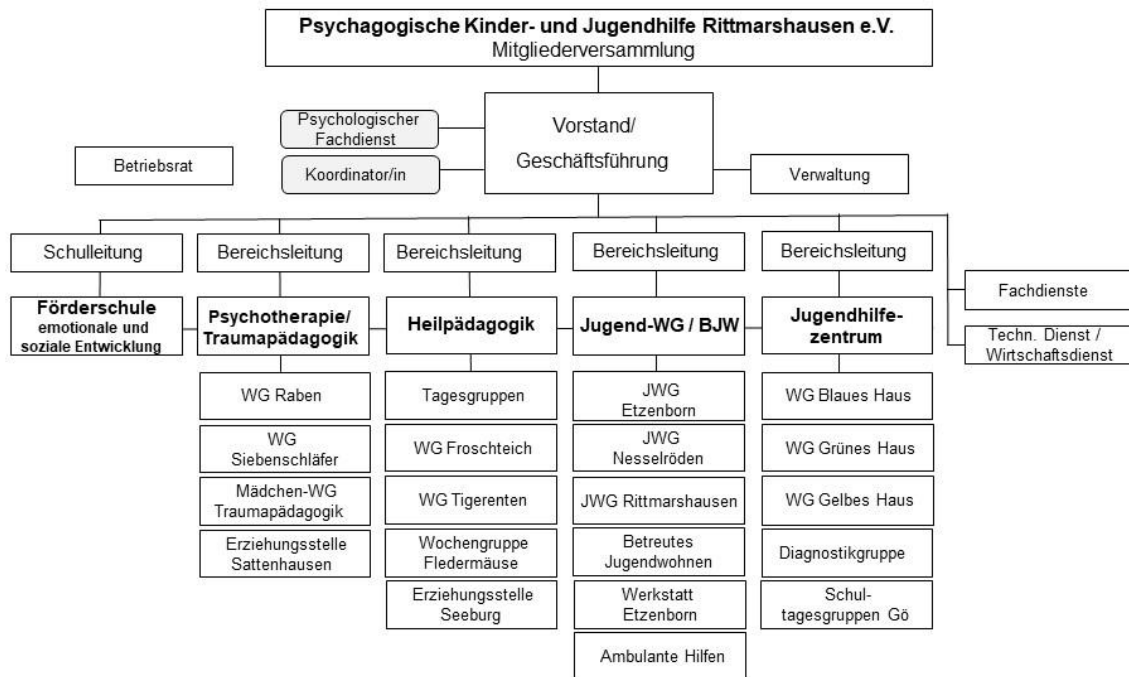 Psychagogische Kinder- und Jugendhilfe Rittmarshausen e.V.
Mitgliederversammlung
Psychologischer
Fachdienst
Vorstand/
Geschäftsführung
Betriebsrat
Koordinator/in
Verwaltung
Schulleitung
Bereichsleitung
Bereichsleitung
Bereichsleitung
Bereichsleitung
Förderschule
emotionale und
soziale Entwicklung
Psychotherapie/
Traumapädagogik
Heilpädagogik
Jugend-WG / BJW
Jugendhilfe-
zentrum
Fachdienste
Techn. Dienst /
Wirtschaftsdienst
WG Raben
WG
Siebenschläfer
Mädchen-WG
Traumapädagogik
Erziehungsstelle
Sattenhausen
Tagesgruppen
WG Froschteich
WG Tigerenten
Wochengruppe
Fledermäuse
Erziehungsstelle
Seeburg
JWG
Etzenborn
JWG
Nesselröden
JWG Rittmarshausen
Betreutes
Jugendwohnen
Werkstatt
Etzenborn
Ambulante Hilfen
WG Blaues Haus
WG Grünes Haus
WG Gelbes Haus
Diagnostikgruppe
Schul-
tagesgruppen Gö